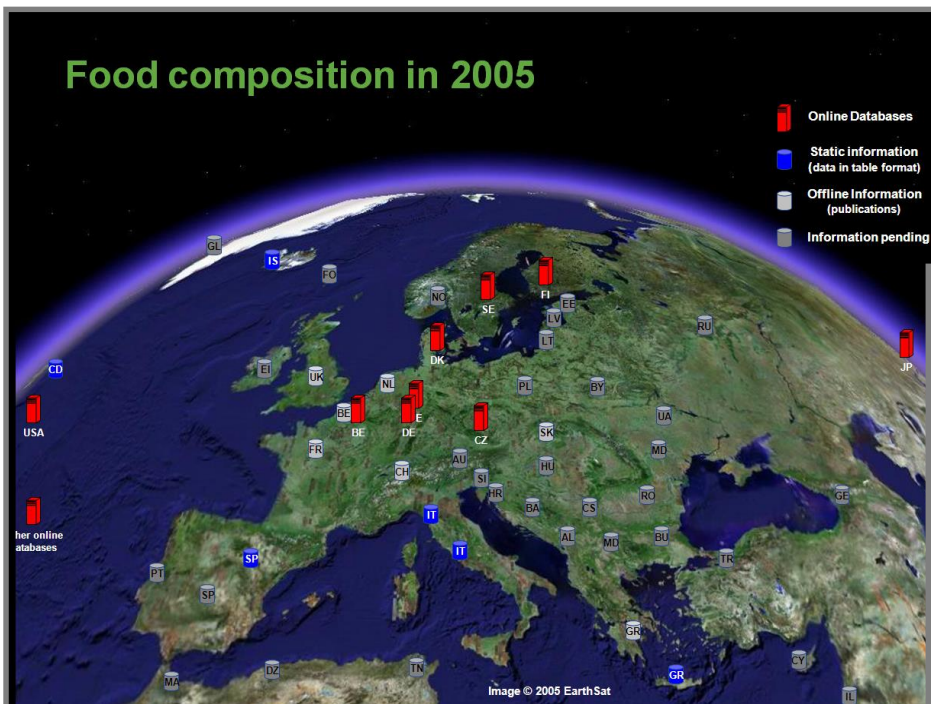 Food composition in 2005
Online Databases
Static information
(data in table format)
Offline Information
(publications)
Information pending
GL
IS
FO
NO
SE
FI
EE
LV
LT
RU
DK
JP
CD
EI
UK
NL
PL
BY
USA
BE
BE
DE
E
CZ
UA
SK
FR
CH
AU
HU
MD
SI
HR
BA
CS
RO
GE
her online
atabases
IT
IT
SP
AL
MD
BU
TR
PT
SP
GR
MA
DZ
TN
GR
CY
IL
Image © 2005 EarthSat